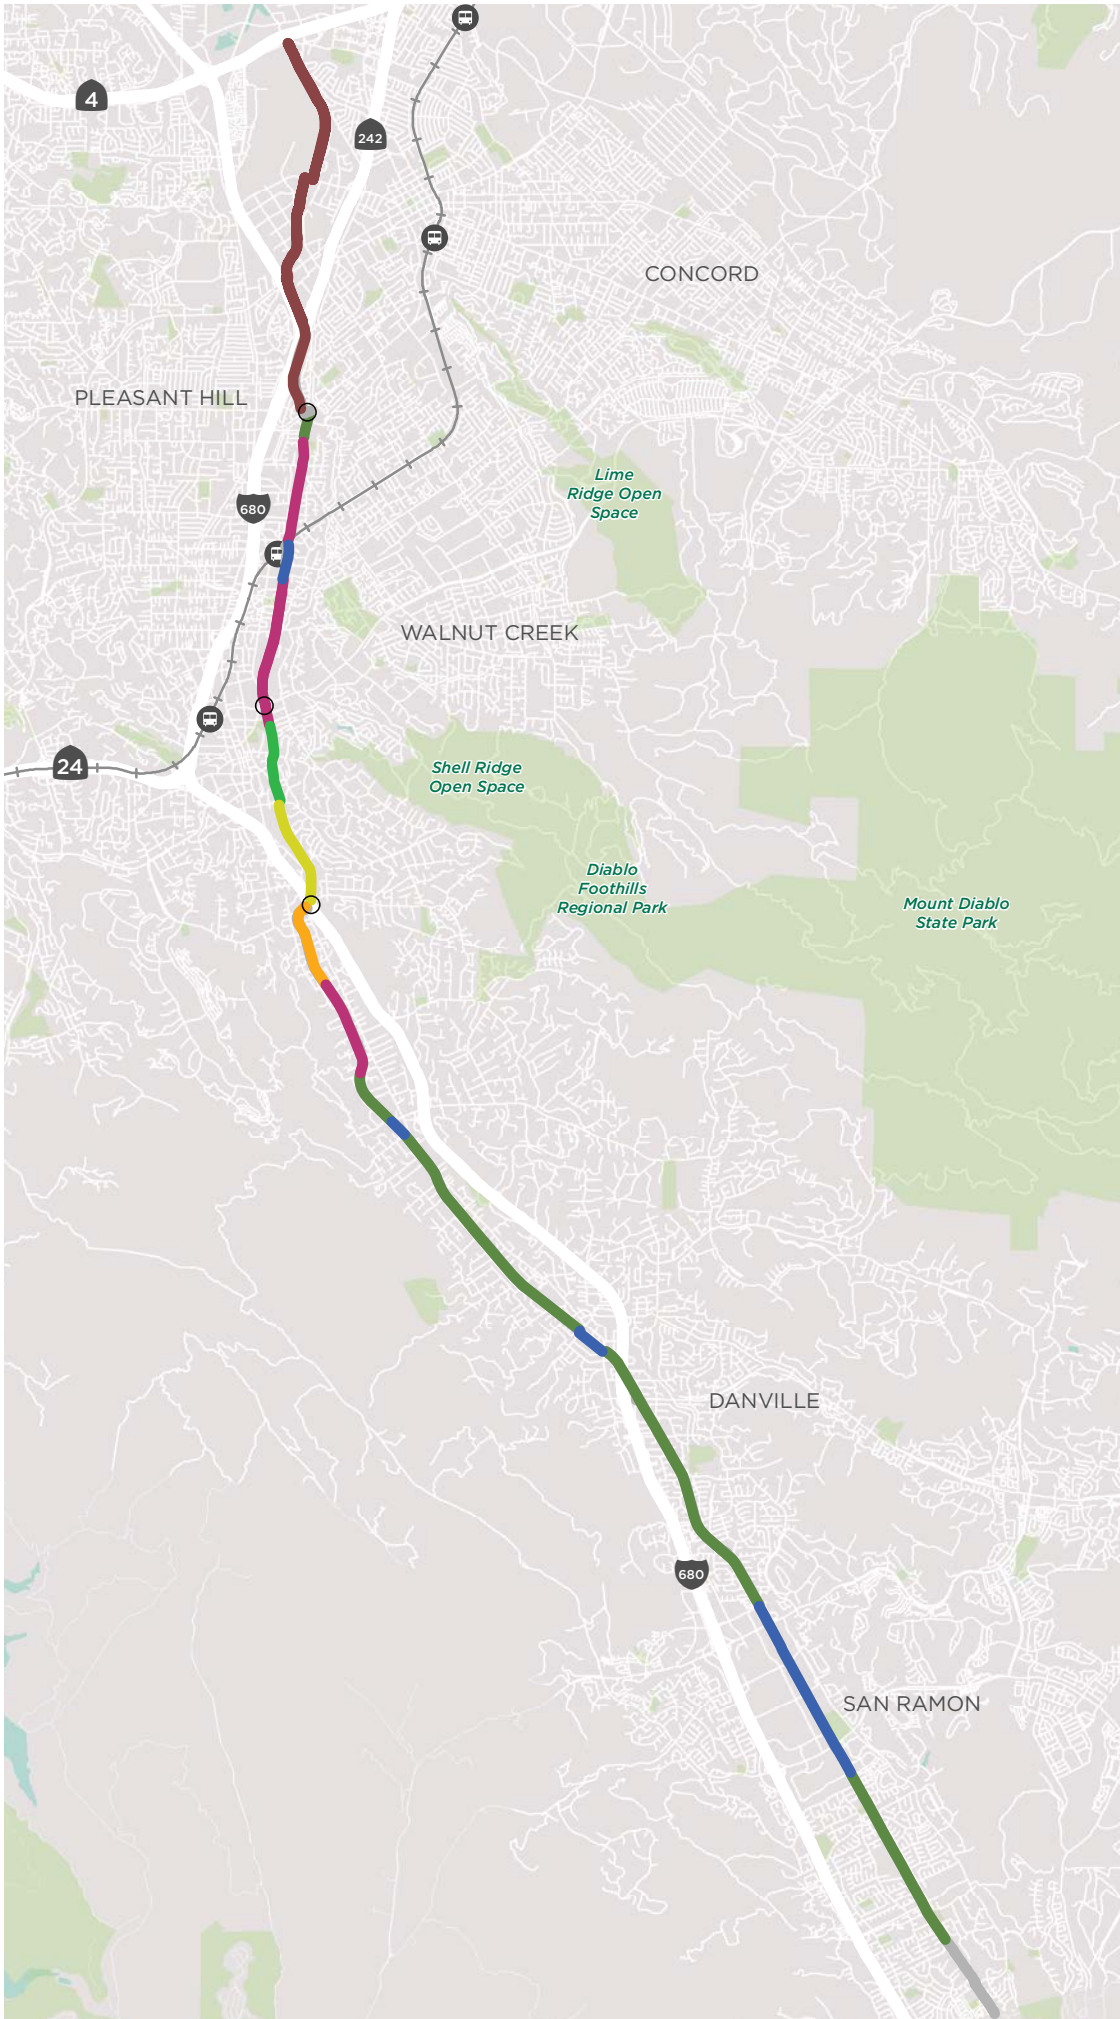 4
242
CONCORD
PLEASANT HILL
Lime
Ridge Open
Space
680
WALNUT CREEK
24
Shell Ridge
Open Space
Diablo
Foothills
Regional Park
Mount Diablo
State Park
DANVILLE
680
SAN RAMON